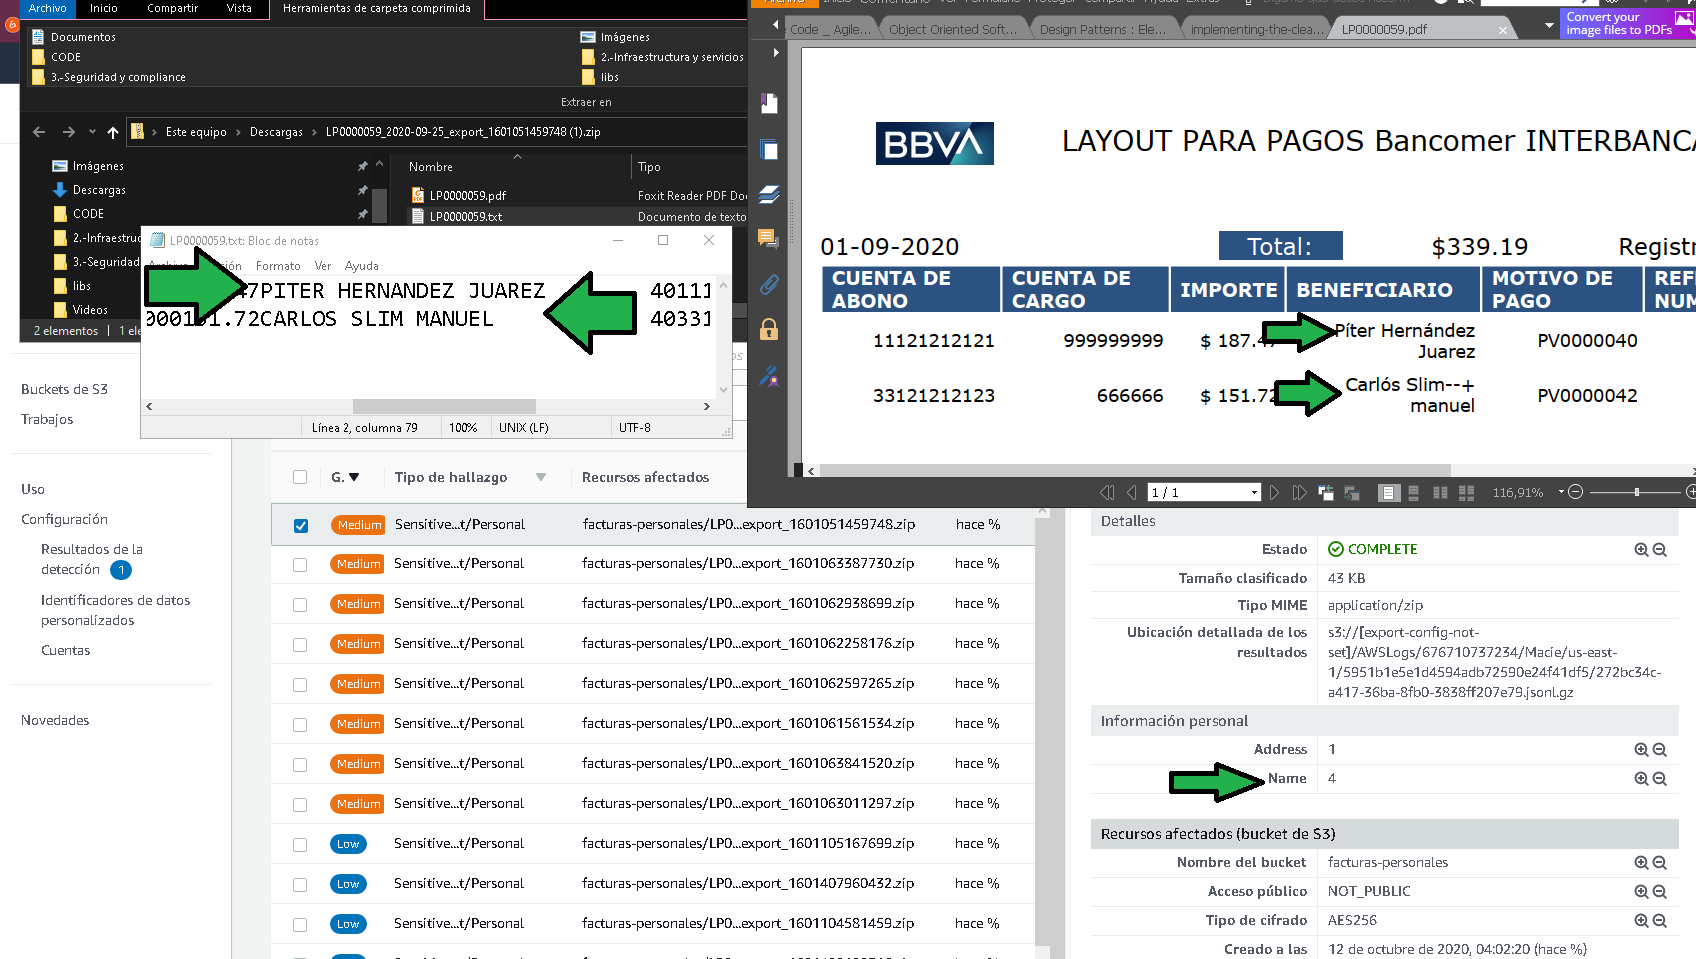 Archivo Inicio Compartir Vista Herramientas de carpeta comprimida
Documentos
CODE
3.-Seguridad y compliance
Imágenes
2.-Infraestructura y servicios
libs
Extraer en
Este equipo > Descargas > LP0000059_2020-09-25_export_1601051459748 (1).zip
Imágenes
Descargas
CODE
2.-Infraestruc
3.-Seguridad
libs
Videos
2 elementos
Nombre Tipo
LP0000059.pdf Foxit Reader PDF Doc
LP0000059.txt Documento de texto
LP0000059.txt: Bloc de notas
Formato Ver Ayuda
47PITER HERNANDEZ JUAREZ 40111
01.72CARLOS SLIM MANUEL 40331
Línea 2, columna 79 100% UNIX (LF) UTF-8
Code _ Agile... Object Oriented Soft... Design Patterns : Ele... implementing-the-clea... LP0000059.pdf
Convert your
image files to PDFs
BBVA
LAYOUT PARA PAGOS Bancomer INTERBANCA
01-09-2020 Total: $339.19 Registr
CUENTA DE ABONO CUENTA DE CARGO IMPORTE BENEFICIARIO MOTIVO DE PAGO REF NUM
11121212121 999999999 $ 187.47 Píter Hernández Juarez PV0000040
33121212123 666666 $ 151.72 Carlós Slim--+ manuel PV0000042
1 / 1 116,91%
Buckets de S3
Trabajos
Uso
Configuración
Resultados de la
detección 1
Identificadores de datos
personalizados
Cuentas
Novedades
G. Tipo de hallazgo Recursos afectados
Medium Sensitive...t/Personal facturas-personales/LP0...export_1601051459748.zip hace %
Medium Sensitive...t/Personal facturas-personales/LP0...export_1601063387730.zip hace %
Medium Sensitive...t/Personal facturas-personales/LP0...export_1601062938699.zip hace %
Medium Sensitive...t/Personal facturas-personales/LP0...export_1601062258176.zip hace %
Medium Sensitive...t/Personal facturas-personales/LP0...export_1601062597265.zip hace %
Medium Sensitive...t/Personal facturas-personales/LP0...export_1601061561534.zip hace %
Medium Sensitive...t/Personal facturas-personales/LP0...export_1601063841520.zip hace %
Medium Sensitive...t/Personal facturas-personales/LP0...export_1601063011297.zip hace %
Low Sensitive...t/Personal facturas-personales/LP0...export_1601105167699.zip hace %
Low Sensitive...t/Personal facturas-personales/LP0...export_1601407960432.zip hace %
Low Sensitive...t/Personal facturas-personales/LP0...export_1601104581459.zip hace %
Detalles
Estado COMPLETE
Tamaño clasificado 43 KB
Tipo MIME application/zip
Ubicación detallada de los resultados s3://[export-config-not-
set]/AWSLogs/676710737234/Macie/us-east-
1/5951b1e5e1d4594adb72590e24f41df5/272bc34c-
a417-36ba-8fb0-3838ff207e79.jsonl.gz
Información personal
Address 1
Name 4
Recursos afectados (bucket de S3)
Nombre del bucket facturas-personales
Acceso público NOT_PUBLIC
Tipo de cifrado AES256
Creado a las 12 de octubre de 2020, 04:02:20 (hace %)